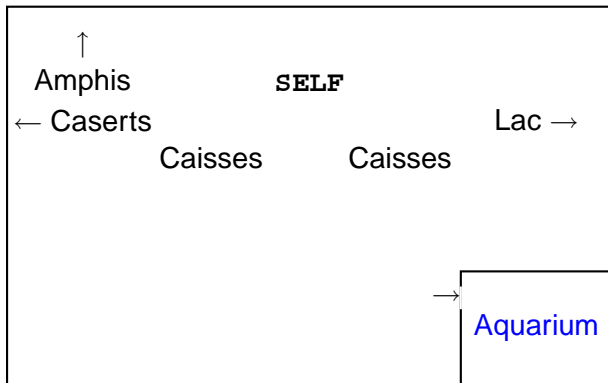 ↑
Amphis SELF
← Caserts Lac →
Caisses Caisses
→
Aquarium